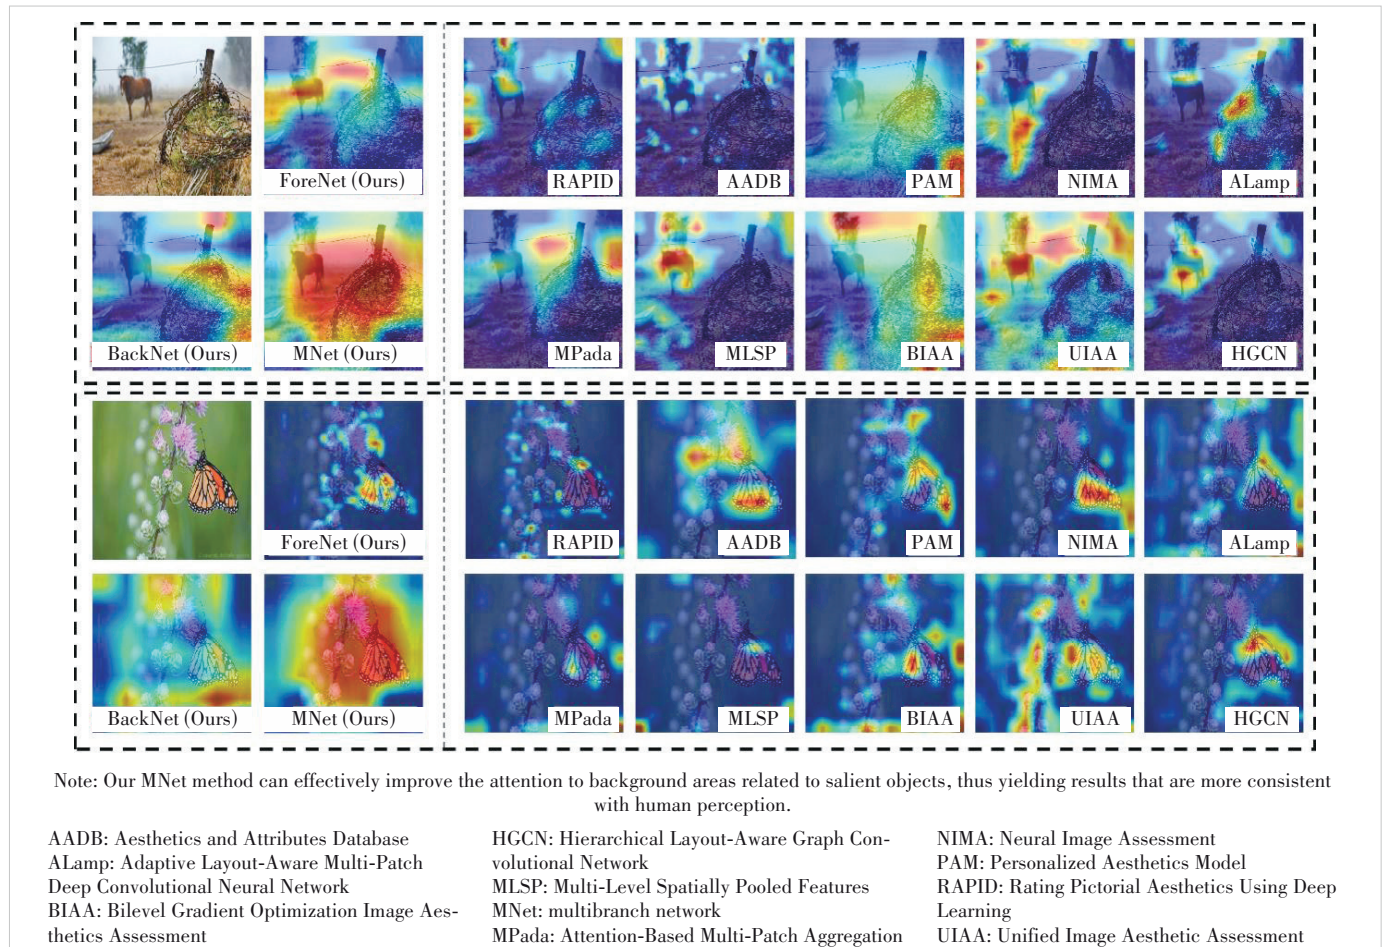 ForeNet (Ours)
RAPID
AADB
PAM
NIMA
ALamp
BackNet (Ours)
MNet (Ours)
MPada
MLSP
BIAA
UIAA
HGCN
ForeNet (Ours)
RAPID
AADB
PAM
NIMA
ALamp
BackNet (Ours)
MNet (Ours)
MPada
MLSP
BIAA
UIAA
HGCN
Note: Our MNet method can effectively improve the attention to background areas related to salient objects, thus yielding results that are more consistent
with human perception.
AADB: Aesthetics and Attributes Database
ALamp: Adaptive Layout-Aware Multi-Patch
Deep Convolutional Neural Network
BIAA: Bilevel Gradient Optimization Image Aes-
thetics Assessment
HGCN: Hierarchical Layout-Aware Graph Con-
volutional Network
MLSP: Multi-Level Spatially Pooled Features
MNet: multibranch network
MPada: Attention-Based Multi-Patch Aggregation
NIMA: Neural Image Assessment
PAM: Personalized Aesthetics Model
RAPID: Rating Pictorial Aesthetics Using Deep
Learning
UIAA: Unified Image Aesthetic Assessment